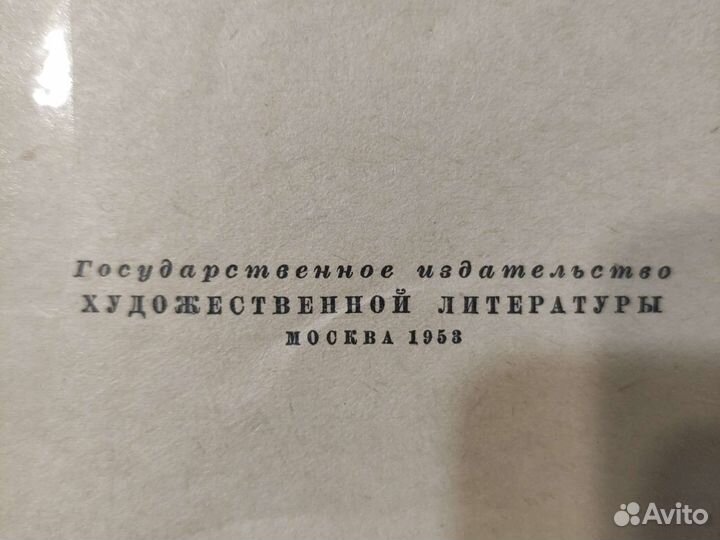 Государственное издательство
ХУДОЖЕСТВЕННОЙ ЛИТЕРАТУРЫ
МОСКВА 1953
Avito